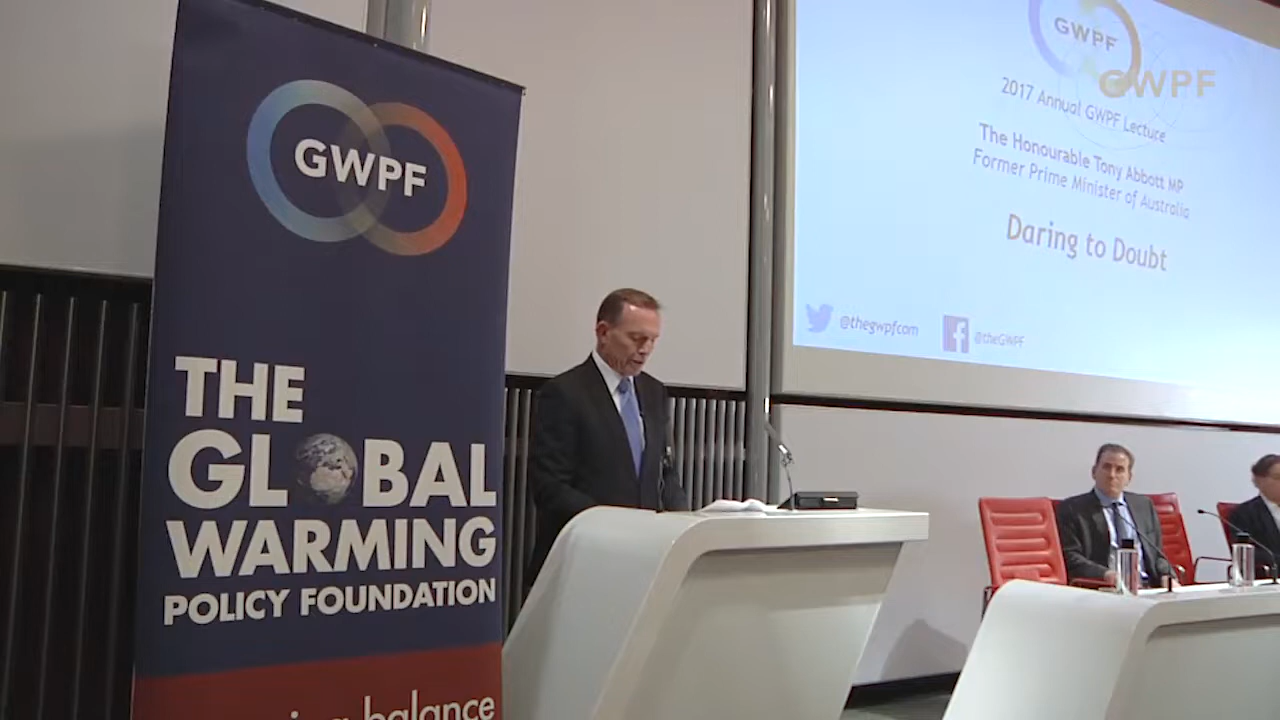 GWPF
THE
GLOBAL
WARMING
POLICY FOUNDATION
balance
GWPF
GWPF
2017 Annual GWPF Lecture
The Honourable Tony Abbott MP
Former Prime Minister of Australia
Daring to Doubt
@thegwpfcom
@theGWPF